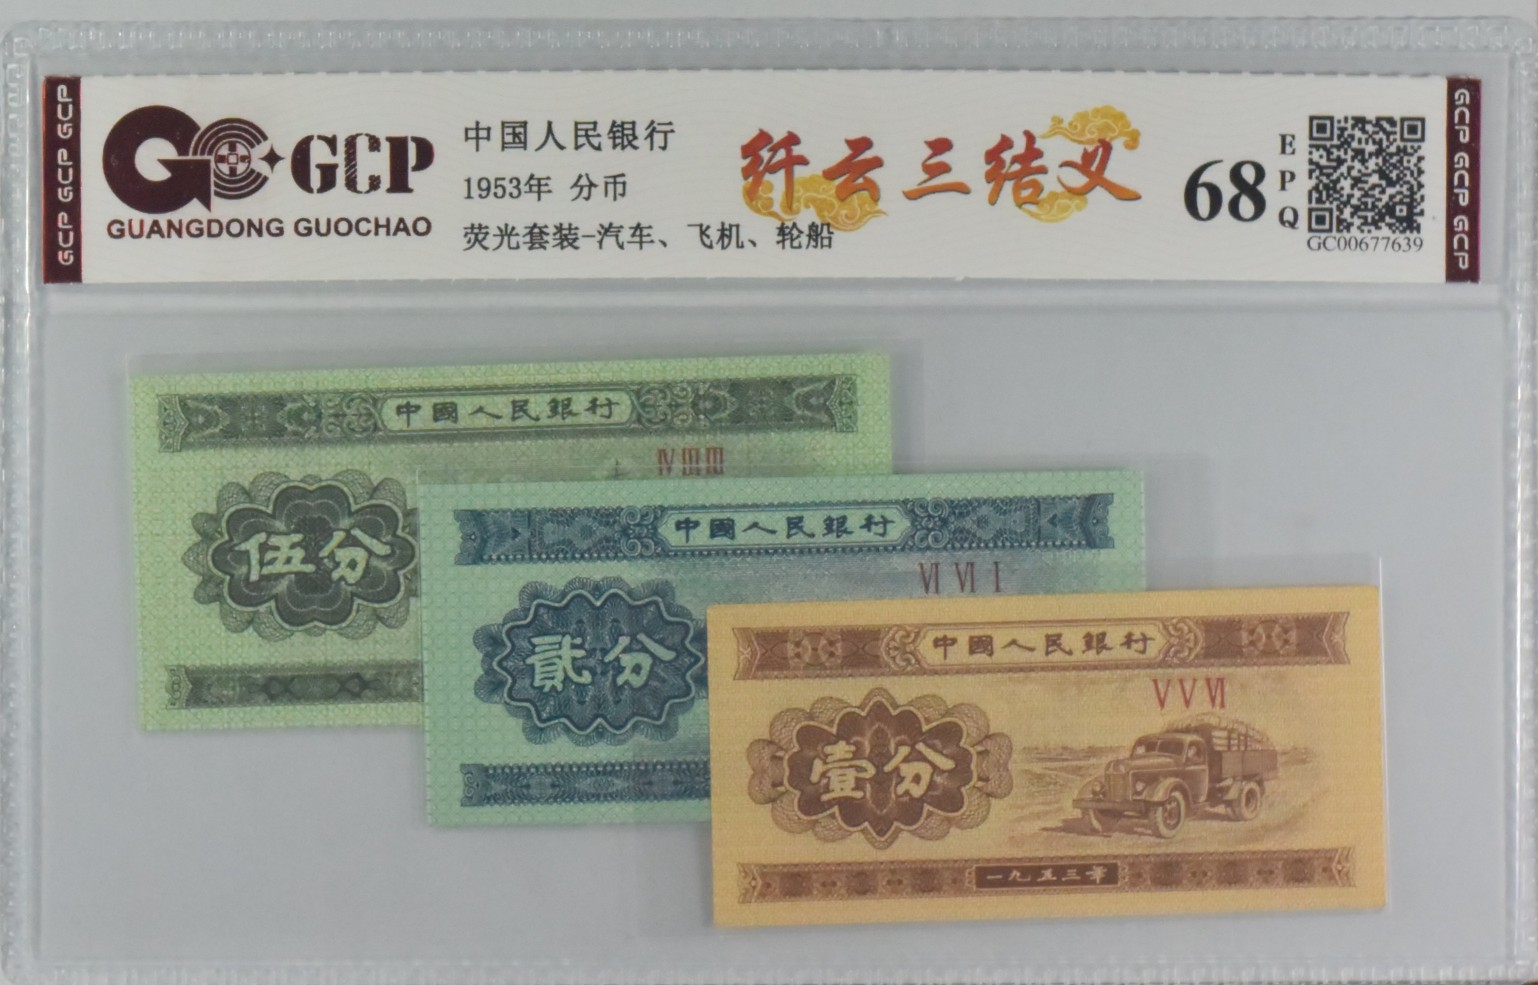 GCP GCP GCP
GCP
GUANGDONG GUOCHAO
中国人民银行
1953年 分币
荧光套装-汽车、飞机、轮船
纤云三结义
68
EPQ
GC00677639
GCP GCP GCP
中國人民銀行
IV III III
伍分
中國人民銀行
VI VI I
貳分
中國人民銀行
V V VI
壹分
一九五三年